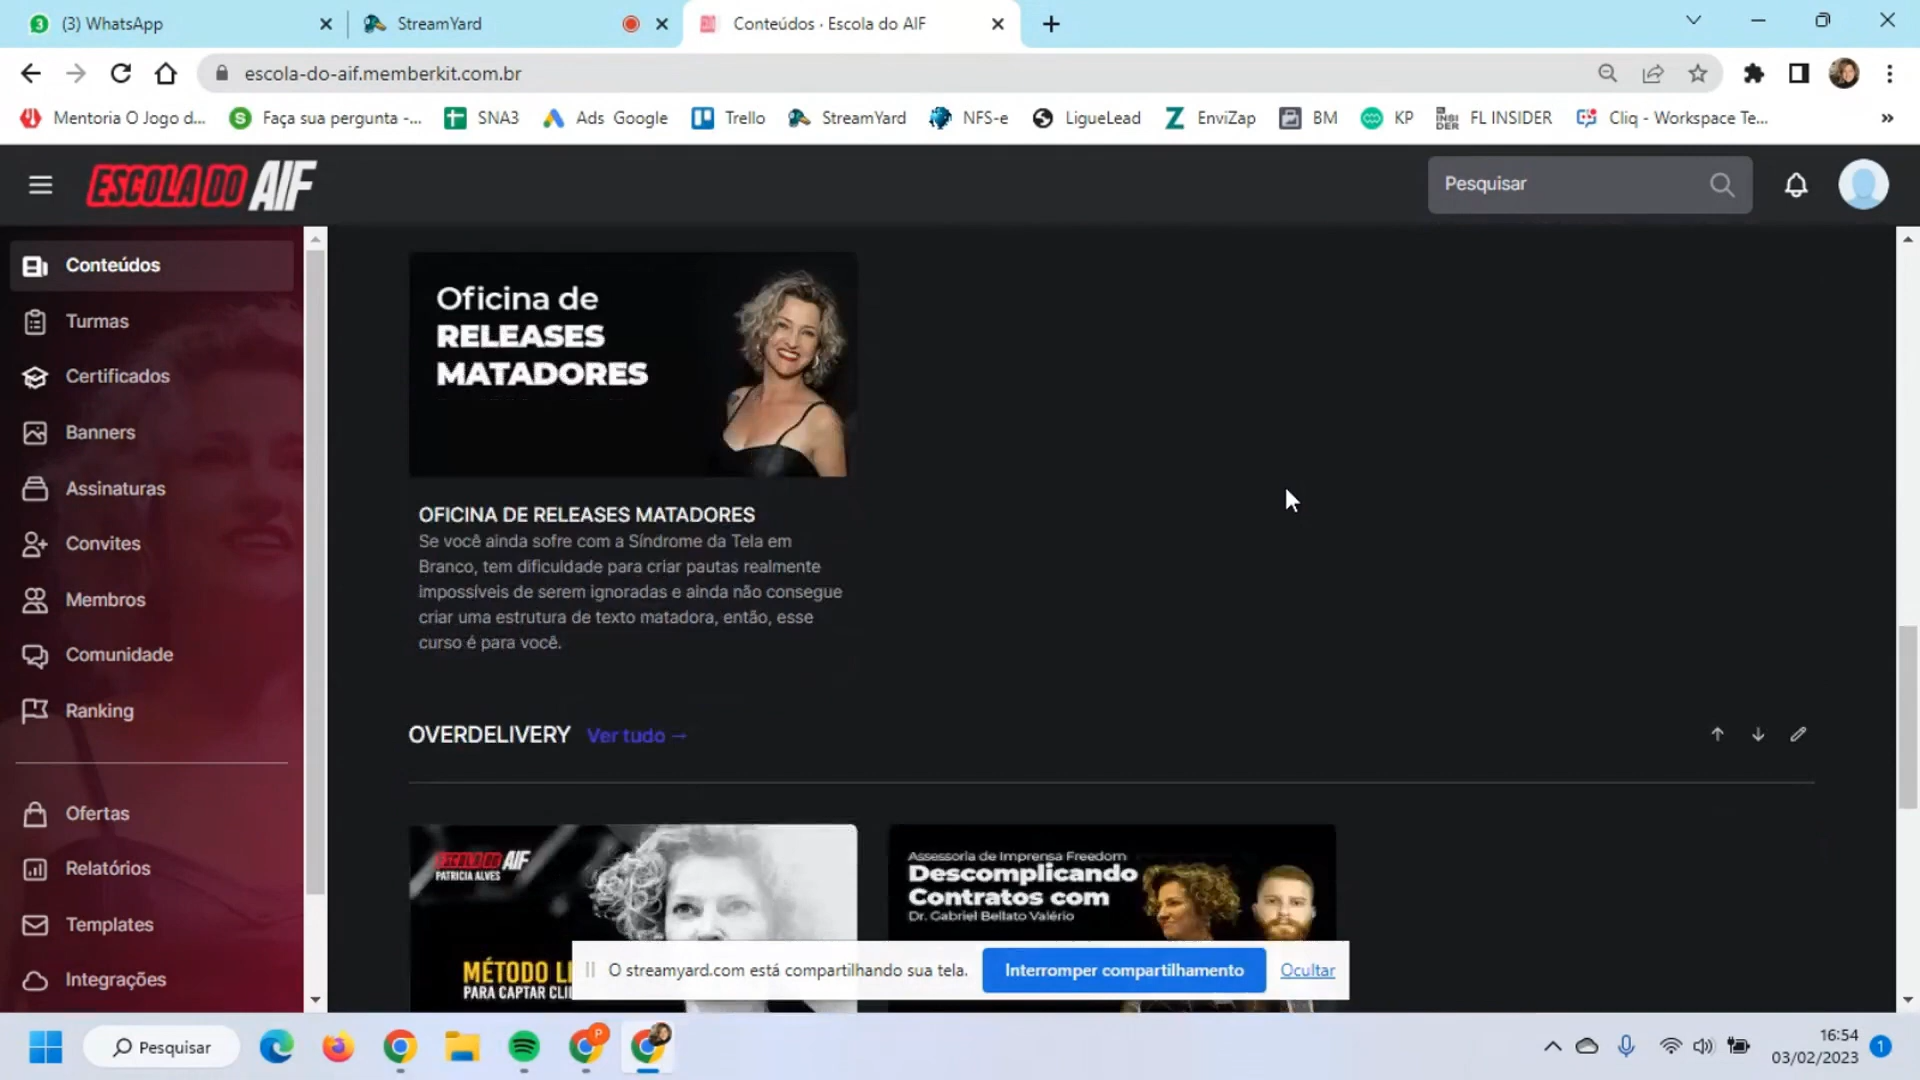 3
(3) WhatsApp
StreamYard
Conteúdos · Escola do AIF
escola-do-aif.memberkit.com.br
Mentoria O Jogo d...
S
Faça sua pergunta -...
SNA3
Ads Google
Trello
StreamYard
NFS-e
LigueLead
EnviZap
BM
KP
FL INSIDER
Cliq - Workspace Te...
ESCOLA DO AIF
Pesquisar
Conteúdos
Turmas
Certificados
Banners
Assinaturas
Convites
Membros
Comunidade
Ranking
Ofertas
Relatórios
Templates
Integrações
Oficina de
RELEASES
MATADORES
OFICINA DE RELEASES MATADORES
Se você ainda sofre com a Síndrome da Tela em
Branco, tem dificuldade para criar pautas realmente
impossíveis de serem ignoradas e ainda não consegue
criar uma estrutura de texto matadora, então, esse
curso é para você.
OVERDELIVERY Ver tudo →
ESCOLA DO AIF
PATRICIA ALVES
MÉTODO
PARA CAPTAR
Assessoria de Imprensa Freedom
Descomplicando
Contratos com
Dr. Gabriel Bellato Valério
O streamyard.com está compartilhando sua tela.
Interromper compartilhamento
Ocultar
Pesquisar
P
16:54
03/02/2023
1